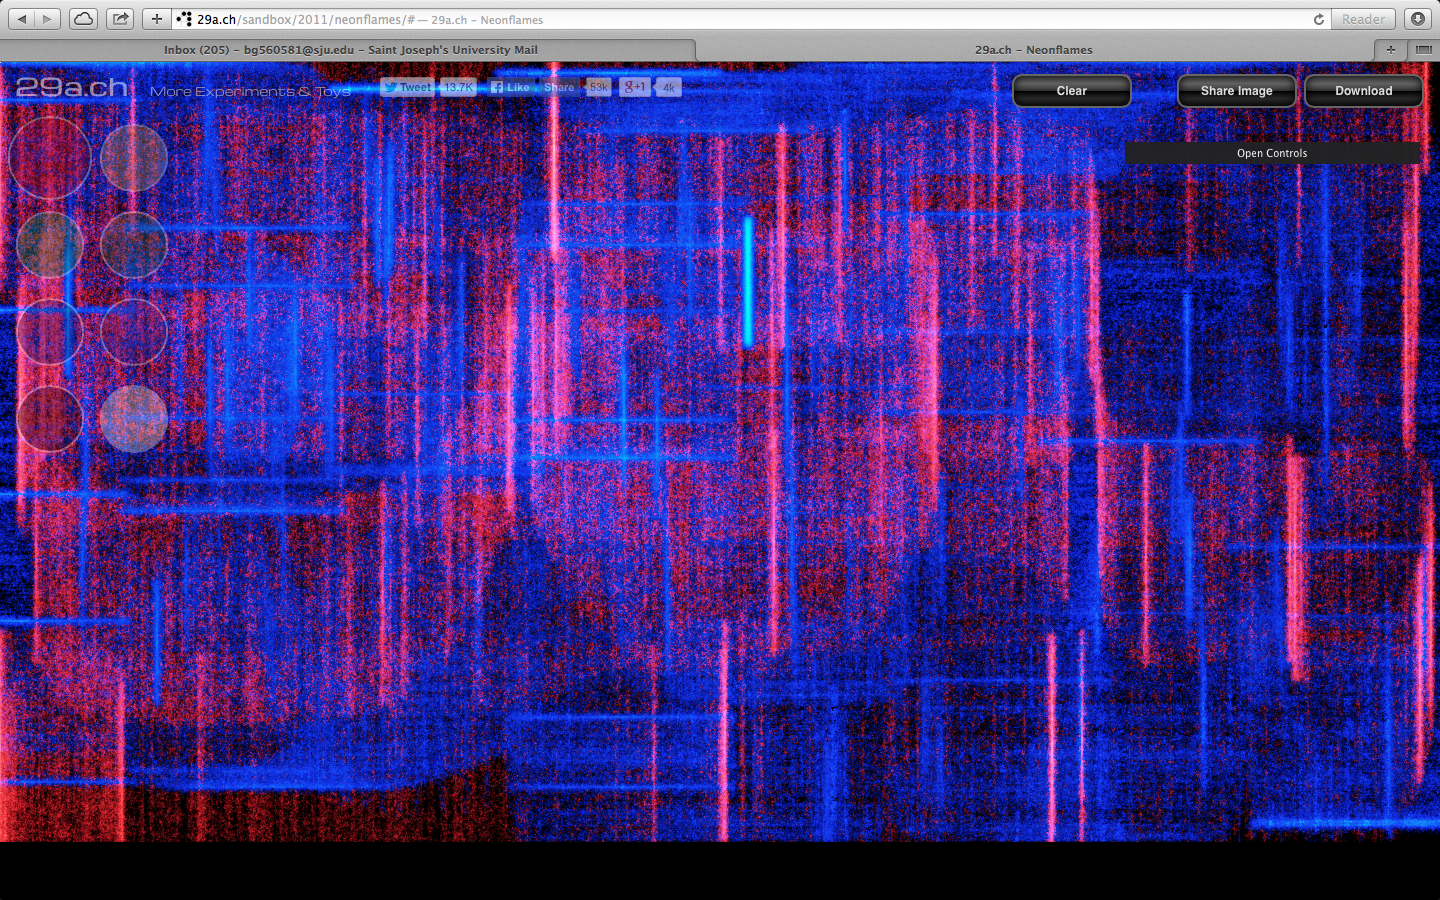 29a.ch/sandbox/2011/neonflames/# — 29a.ch – Neonflames
Reader
Inbox (205) – bg560581@sju.edu – Saint Joseph's University Mail
29a.ch – Neonflames
29a.ch
More Experiments & Toys
Tweet 13.7K
Like Share 53k
g+1 4k
Clear
Share Image
Download
Open Controls